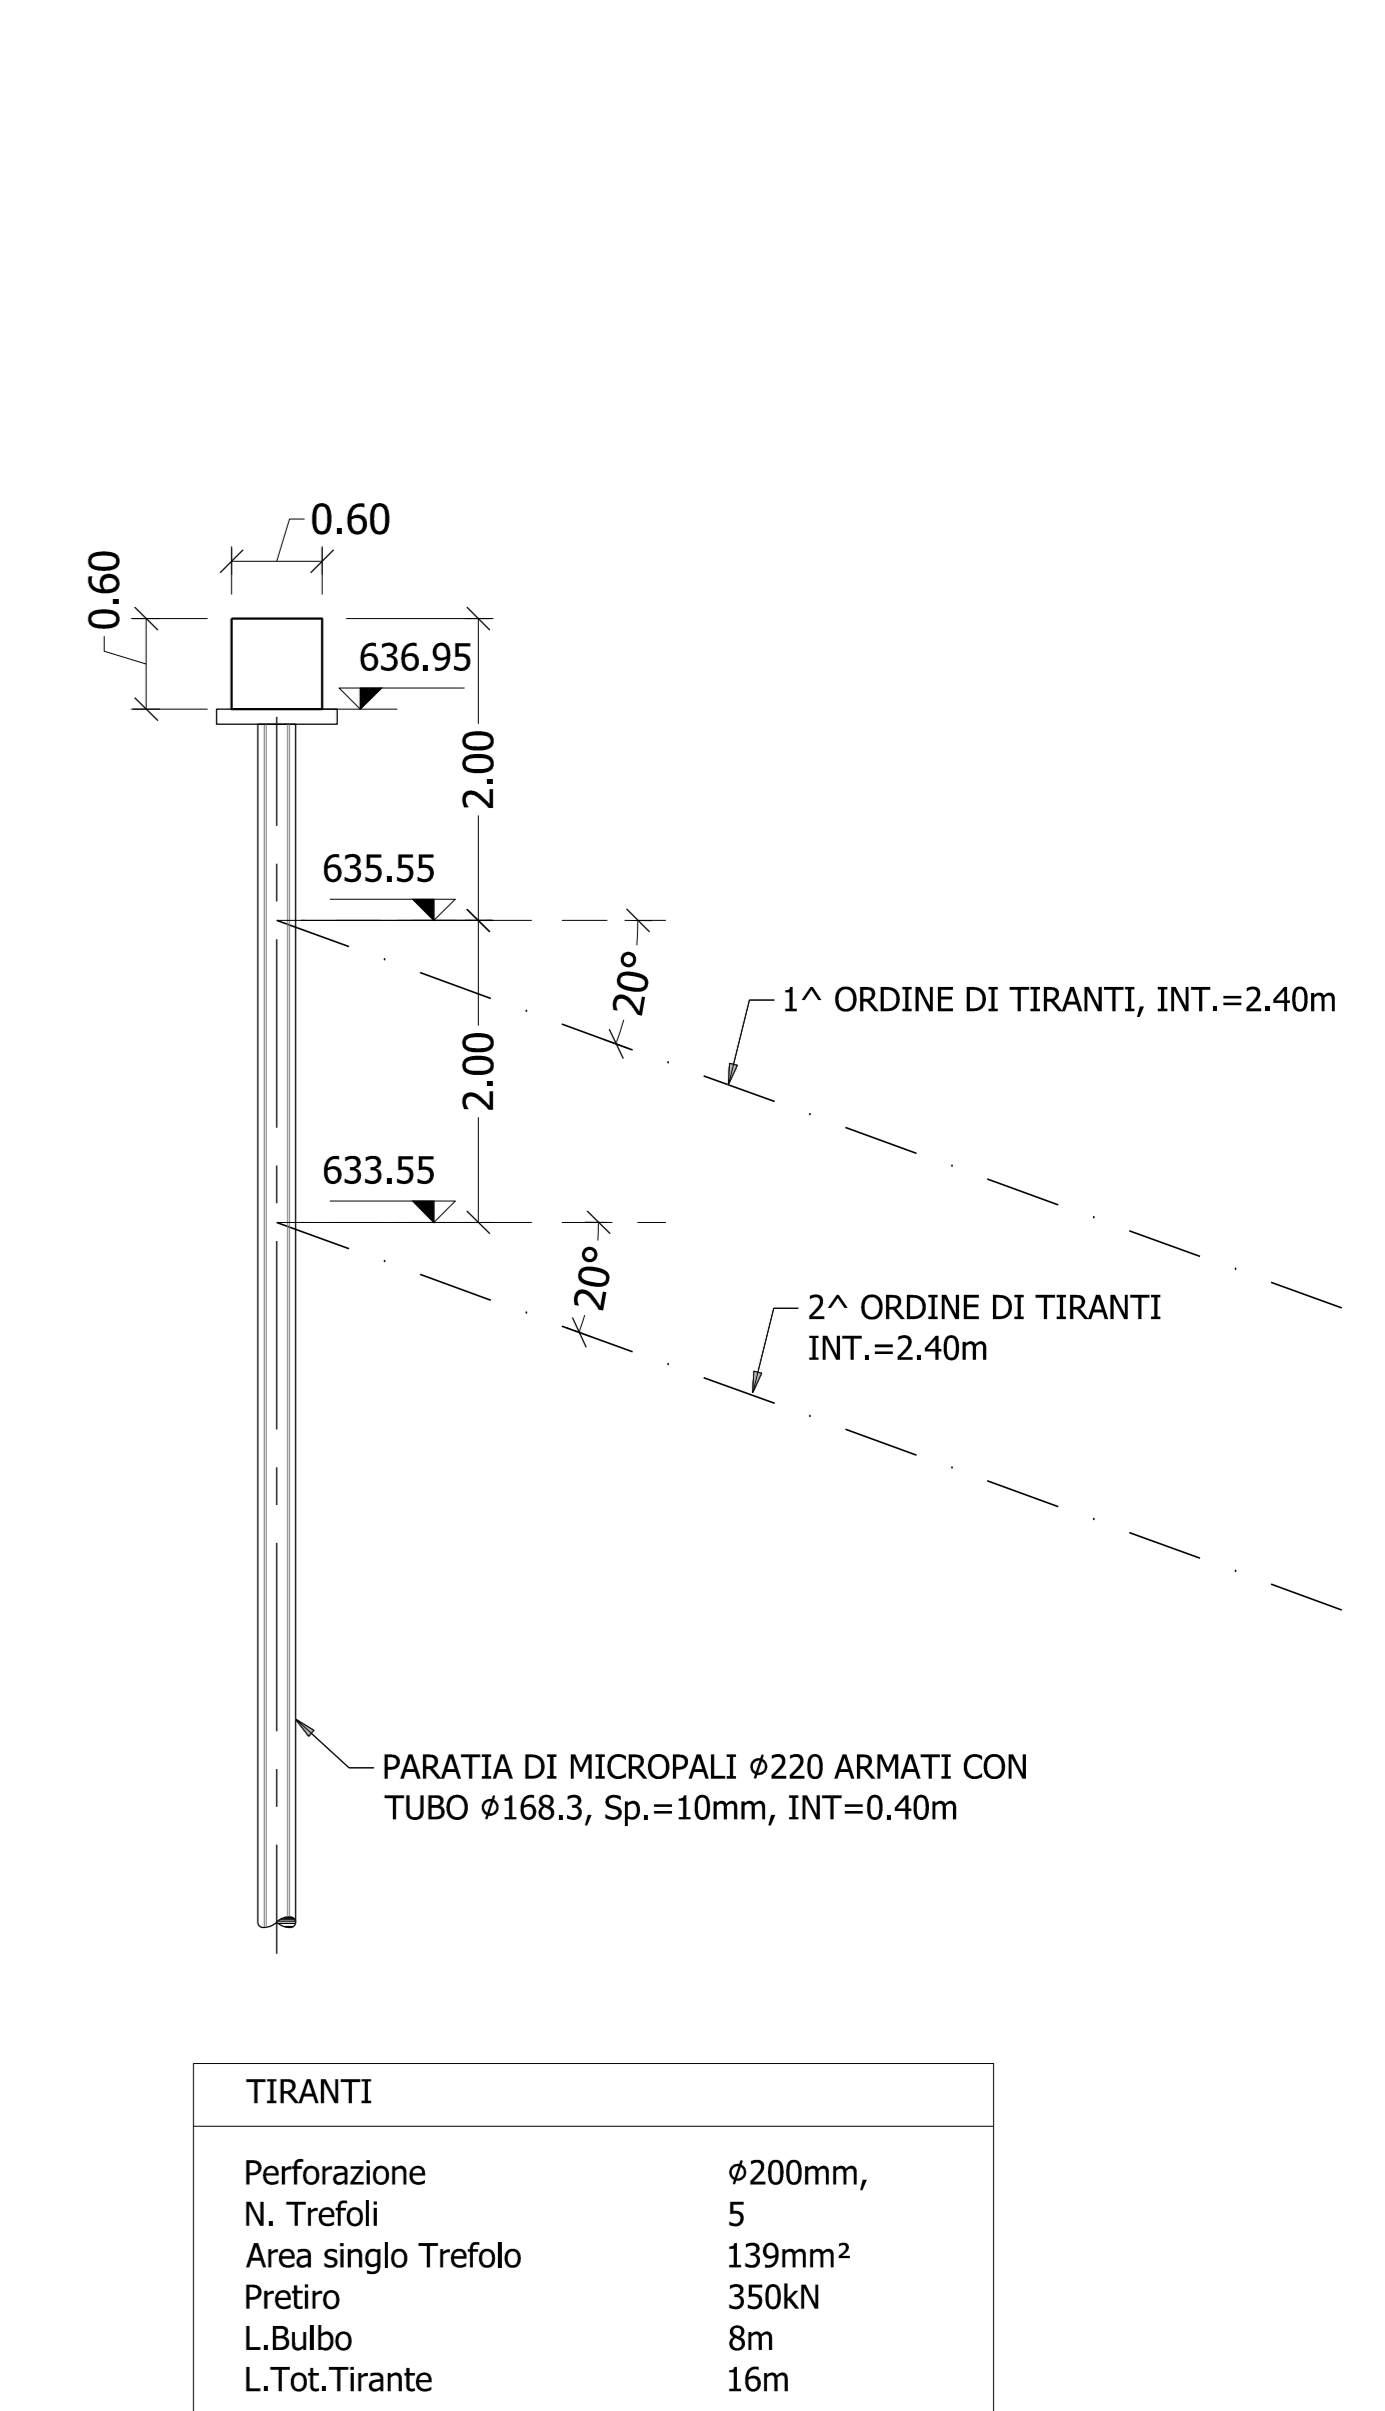 0.60
0.60
636.95
2.00
635.55
20°
1^ ORDINE DI TIRANTI, INT.=2.40m
2.00
633.55
20°
2^ ORDINE DI TIRANTI
INT.=2.40m
PARATIA DI MICROPALI ϕ220 ARMATI CON
TUBO ϕ168.3, Sp.=10mm, INT=0.40m
TIRANTI
Perforazione ϕ200mm,
N. Trefoli 5
Area singlo Trefolo 139mm²
Pretiro 350kN
L.Bulbo 8m
L.Tot.Tirante 16m